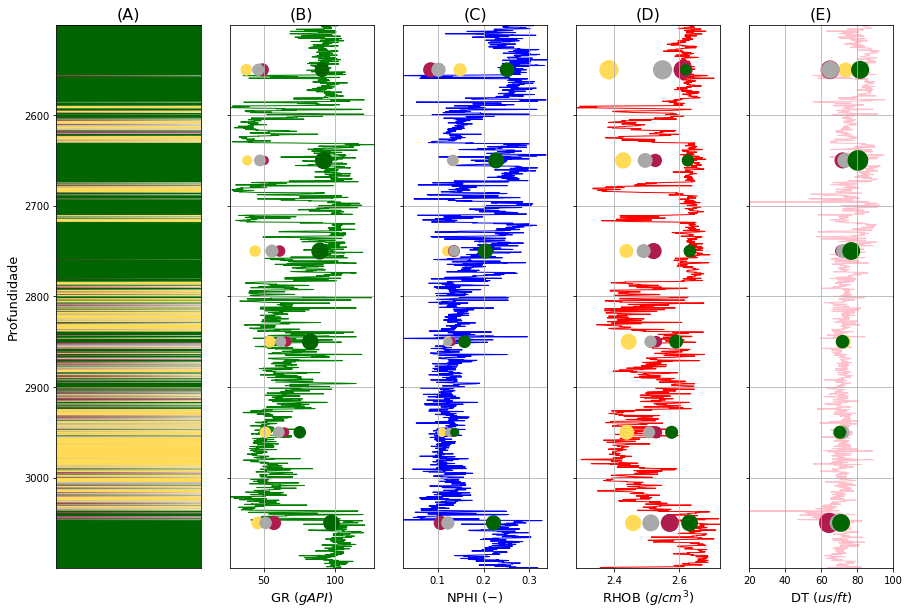 (A) (B) (C) (D) (E)
Profundidade
2600
2700
2800
2900
3000
50 100
0.1 0.2 0.3
2.4 2.6
20 40 60 80 100
GR (gAPI) NPHI (−) RHOB (g/cm³) DT (us/ft)